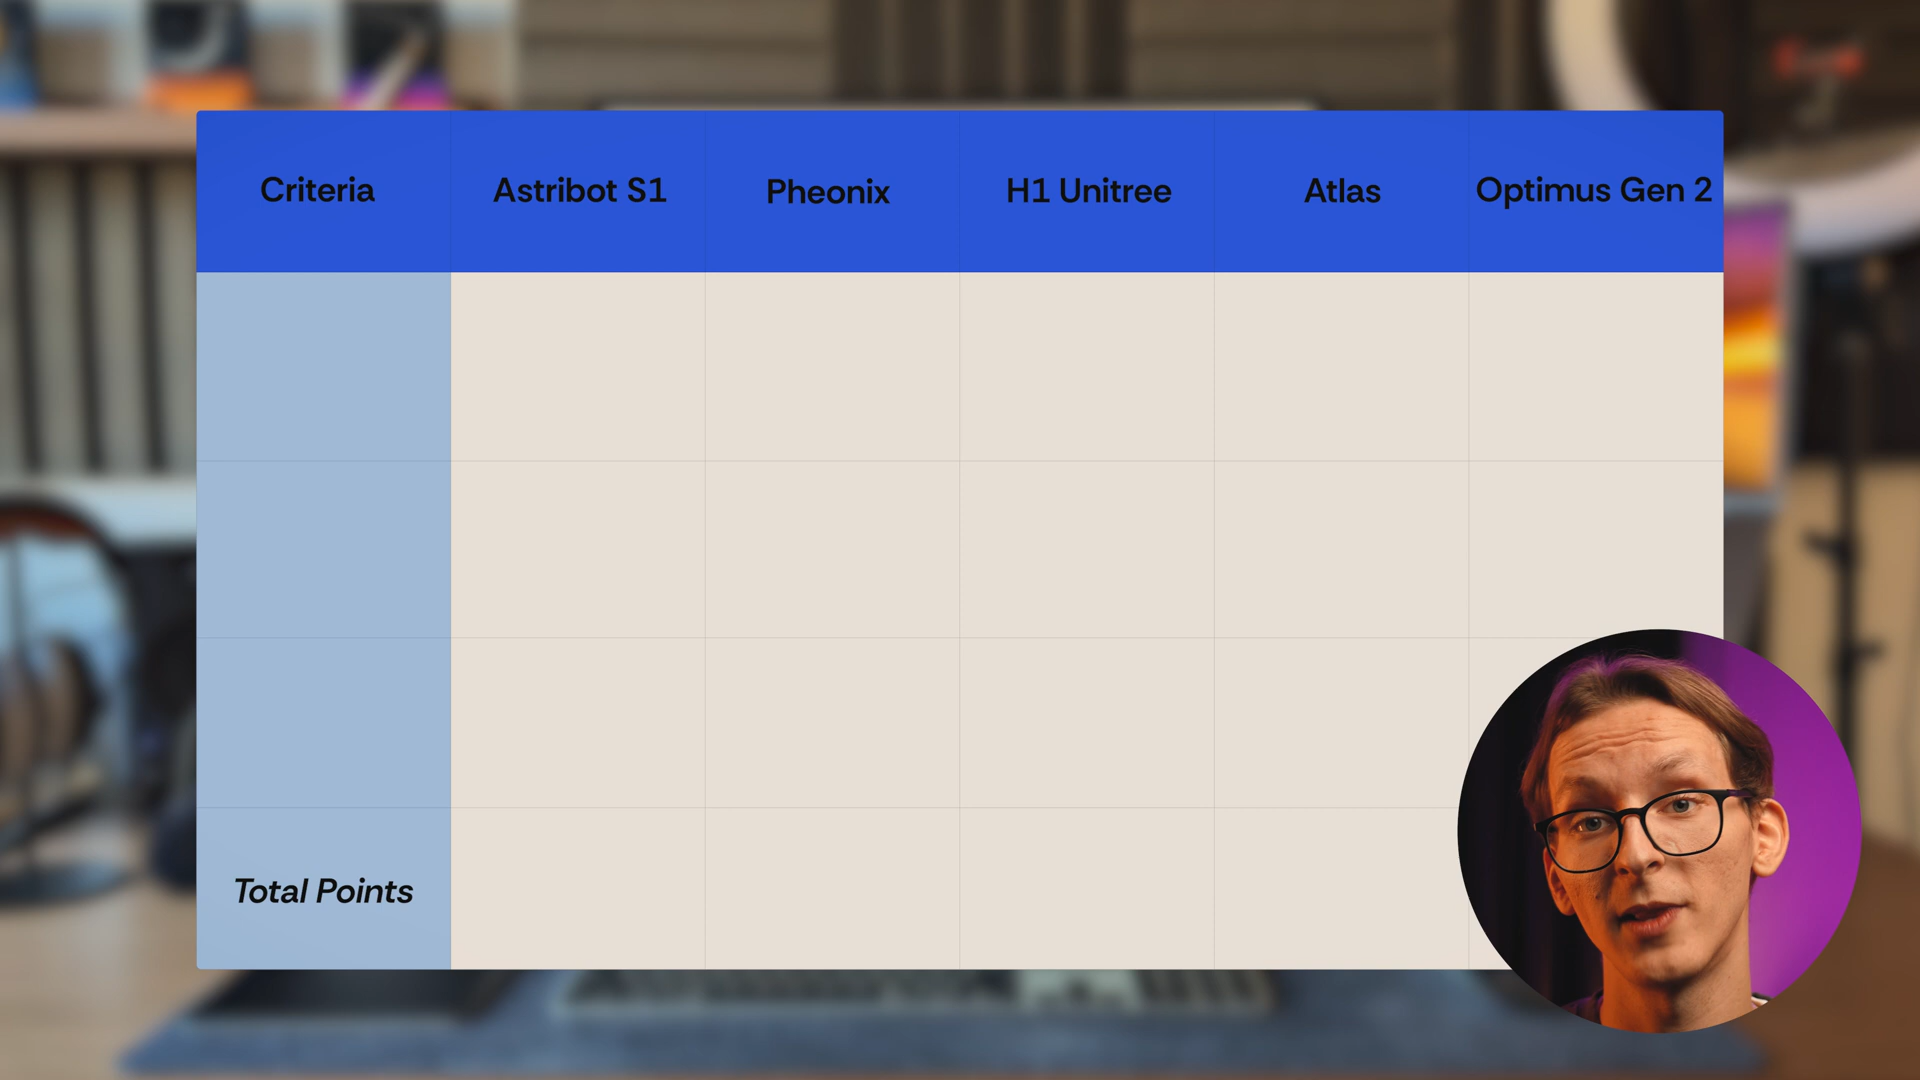 Criteria
Astribot S1
Pheonix
H1 Unitree
Atlas
Optimus Gen 2
Total Points